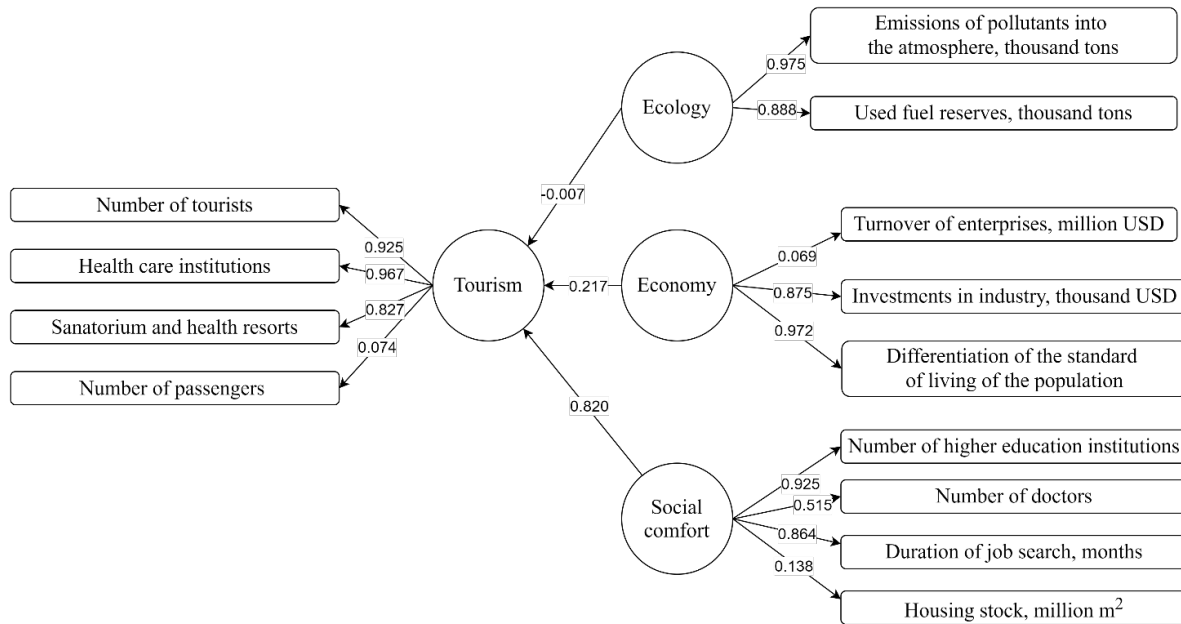 Emissions of pollutants into
the atmosphere, thousand tons
0.975
Ecology
0.888
Used fuel reserves, thousand tons
-0.007
Number of tourists
0.925
Health care institutions
0.967
Tourism
Sanatorium and health resorts
0.827
0.074
Number of passengers
0.217
Economy
Turnover of enterprises, million USD
0.069
0.875
Investments in industry, thousand USD
0.972
Differentiation of the standard
of living of the population
0.820
Social
comfort
Number of higher education institutions
0.925
0.515
Number of doctors
0.864
Duration of job search, months
0.138
Housing stock, million m²